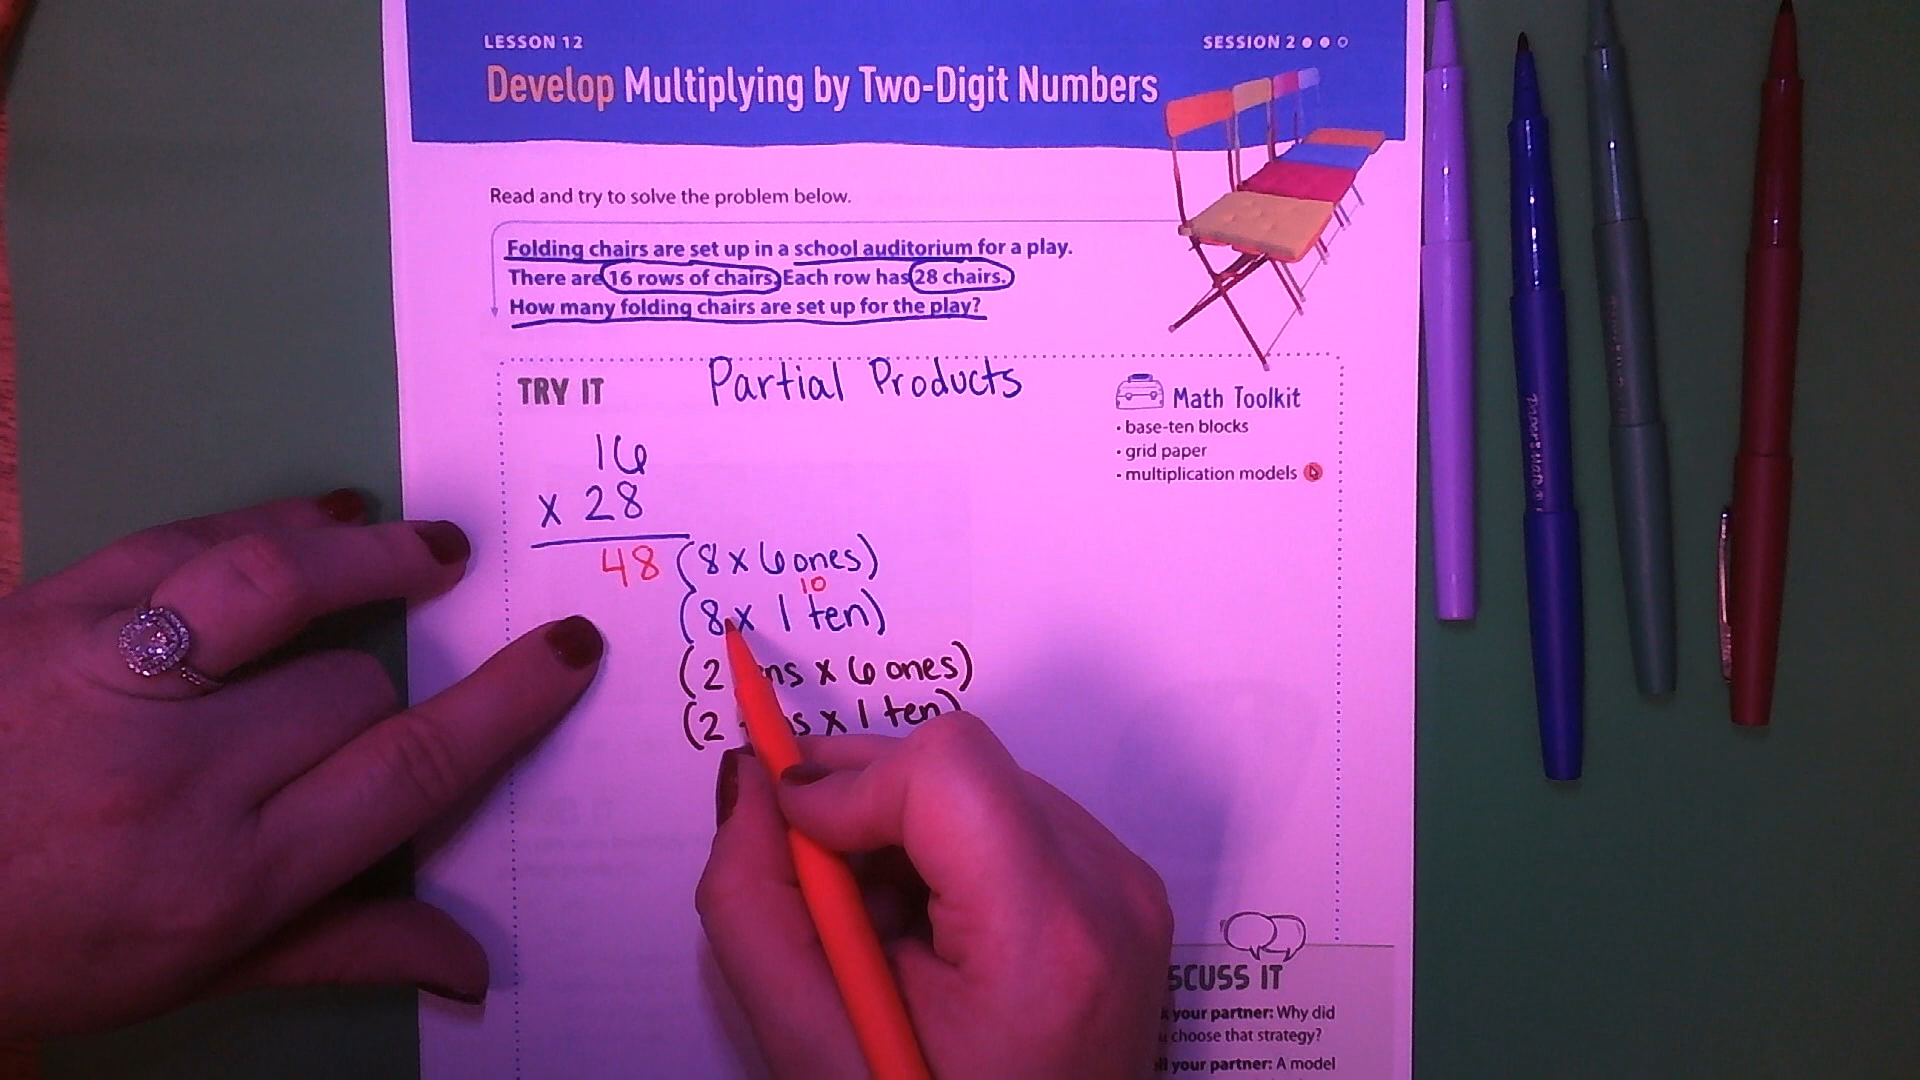 LESSON 12
SESSION 2
Develop Multiplying by Two-Digit Numbers
Read and try to solve the problem below.
Folding chairs are set up in a school auditorium for a play.
There are 16 rows of chairs. Each row has 28 chairs.
How many folding chairs are set up for the play?
TRY IT
Partial Products
Math Toolkit
• base-ten blocks
• grid paper
• multiplication models
16
x 28
48 (8 x 6 ones)
10
(8 x 1 ten)
(2 x 6 ones)
(2 x 1 ten)
IT
your partner: Why did
choose that strategy?
your partner: A model